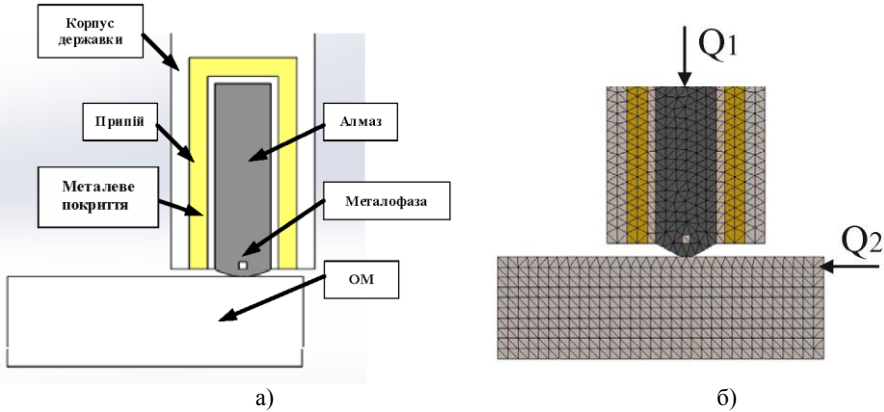 Корпус
державки
Припій
Металеве
покриття
Алмаз
Металофаза
ОМ
а)
Q1
Q2
б)